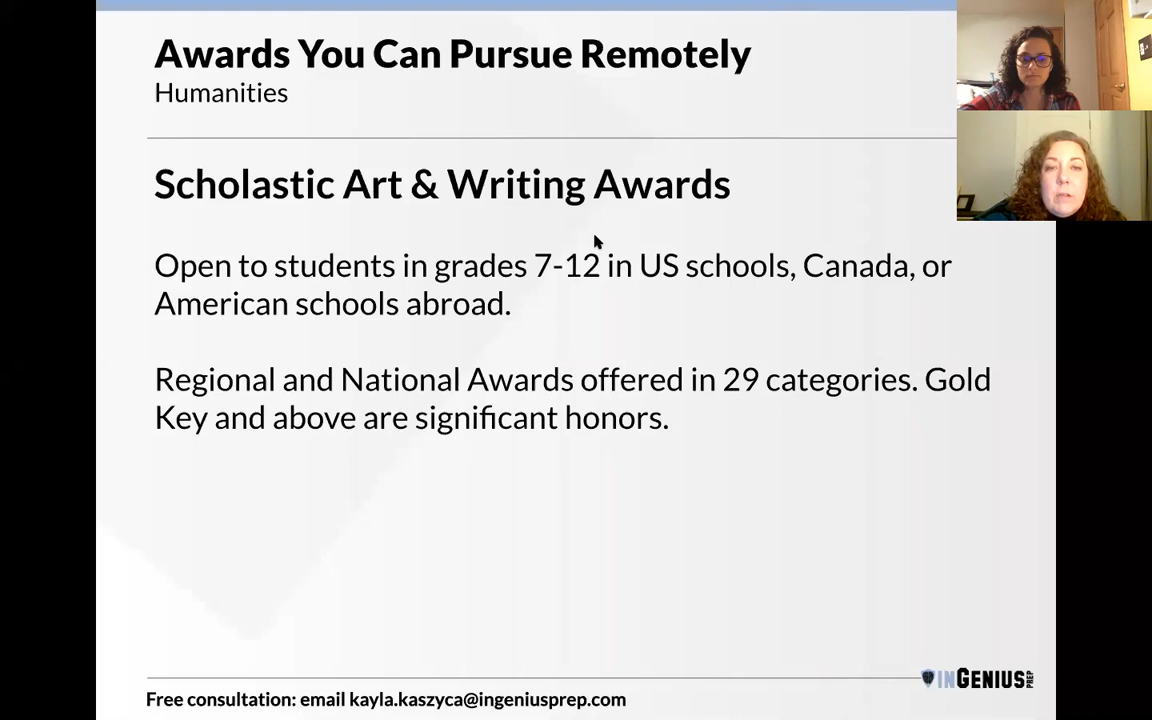 Awards You Can Pursue Remotely
Humanities
Scholastic Art & Writing Awards
Open to students in grades 7-12 in US schools, Canada, or
American schools abroad.
Regional and National Awards offered in 29 categories. Gold
Key and above are significant honors.
INGENIUS PREP
Free consultation: email kayla.kaszyca@ingeniusprep.com